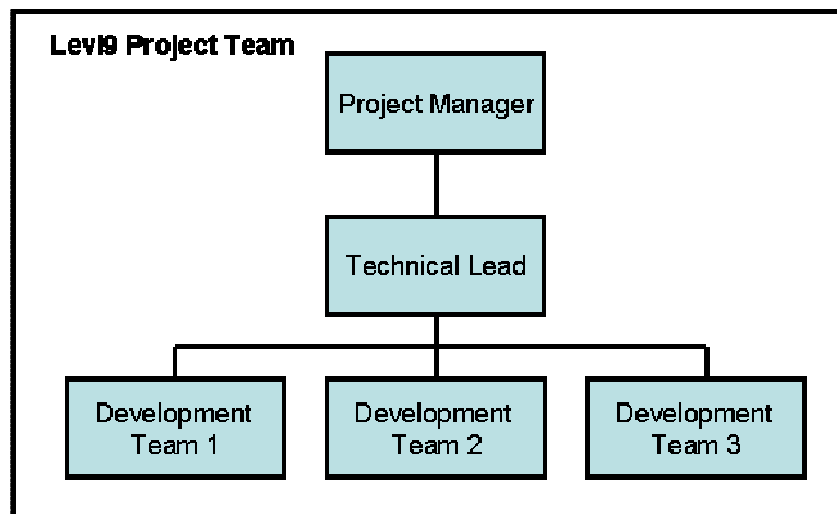 Levi9 Project Team
Project Manager
Technical Lead
Development
Team 1
Development
Team 2
Development
Team 3